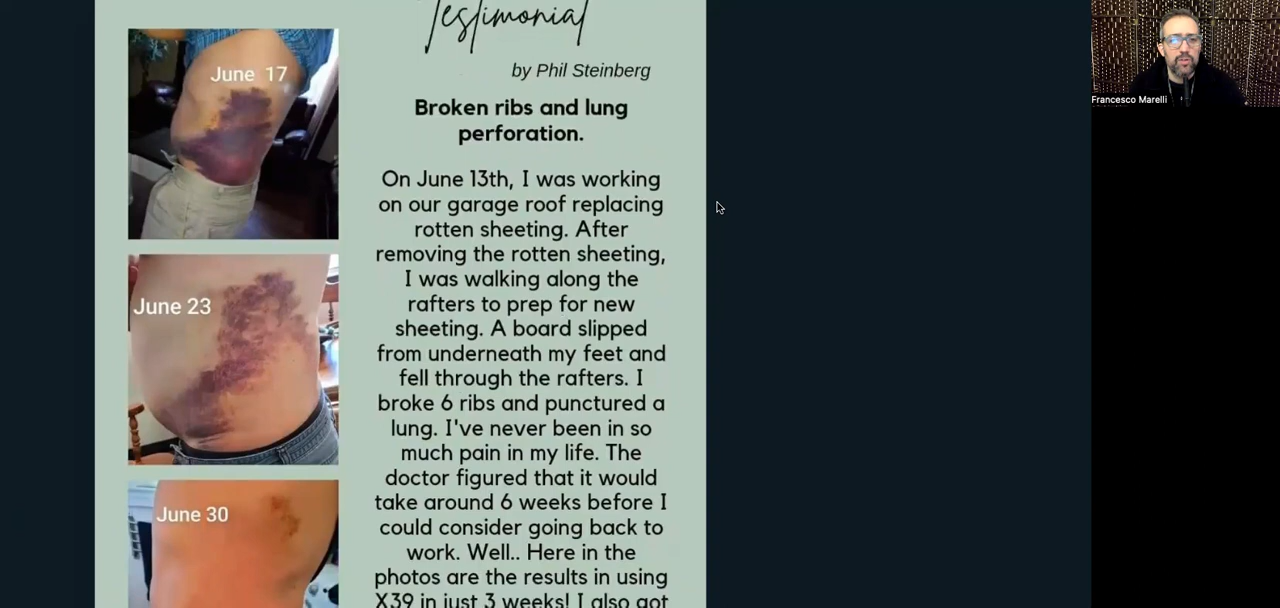 Testimonial
by Phil Steinberg
Broken ribs and lung
perforation.
On June 13th, I was working
on our garage roof replacing
rotten sheeting. After
removing the rotten sheeting,
I was walking along the
rafters to prep for new
sheeting. A board slipped
from underneath my feet and
fell through the rafters. I
broke 6 ribs and punctured a
lung. I've never been in so
much pain in my life. The
doctor figured that it would
take around 6 weeks before I
could consider going back to
work. Well.. Here in the
photos are the results in using
X39 in just 3 weeks! I also got
June 17
June 23
June 30
Francesco Marelli